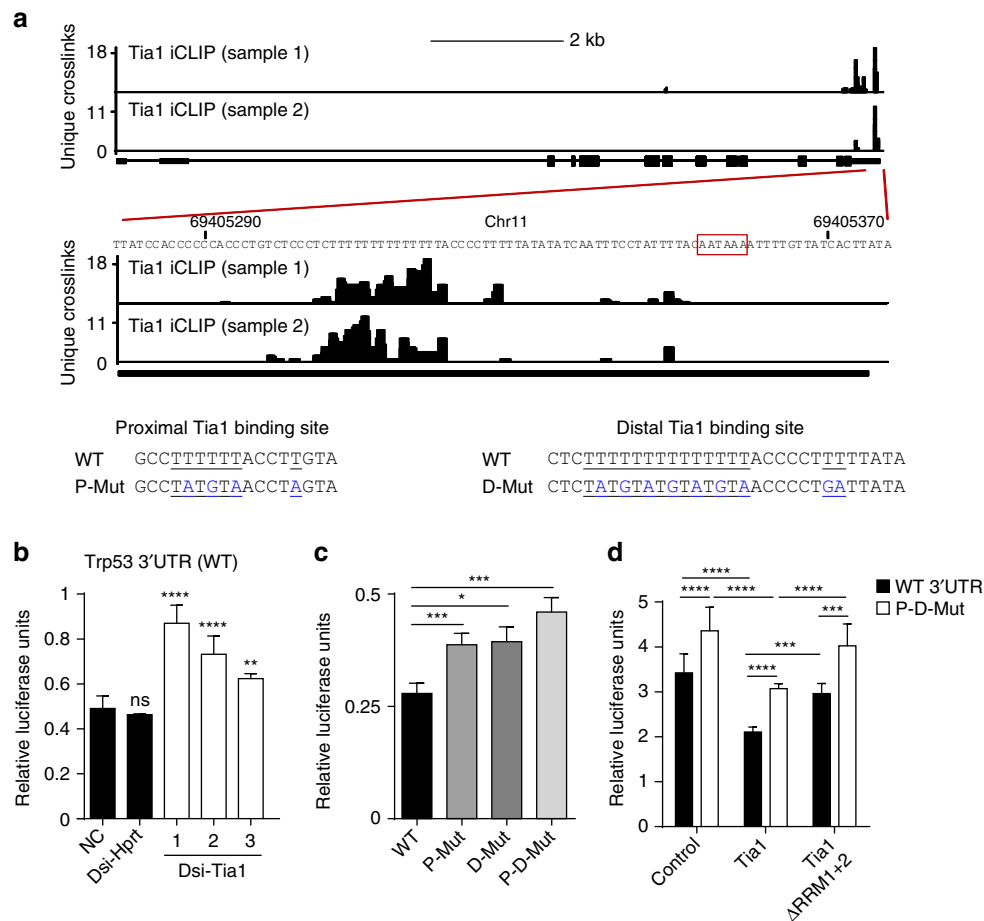 a
2 kb
Unique crosslinks
18
Tia1 iCLIP (sample 1)
11
Tia1 iCLIP (sample 2)
0
69405290
Chr11
69405370
TTATCCACCCCCCACCCTGTCTCCCTCTTTTTTTTTTTTTTTACCCCTTTTTATATATATCAATTTCCTATTTTACAATAAAATTTTGTTATCACTTATA
Unique crosslinks
18
Tia1 iCLIP (sample 1)
11
Tia1 iCLIP (sample 2)
0
Proximal Tia1 binding site
WT GCCTTTTTTACCTTGTA
P-Mut GCCTATGTAACCTAGTA
Distal Tia1 binding site
WT CTCTTTTTTTTTTTTTTACCCCTTTTTATA
D-Mut CTCTATGTATGTATGTAACCCCTGATTATA
b
Trp53 3′UTR (WT)
Relative luciferase units
1
0.8
0.6
0.4
0.2
0
ns
****
****
**
NC
Dsi-Hprt
1 2 3
Dsi-Tia1
c
Relative luciferase units
0.5
0.25
0
***
*
***
WT
P-Mut
D-Mut
P-D-Mut
d
Relative luciferase units
5
4
3
2
1
0
****
**** **** ****
***
***
****
WT 3′UTR
P-D-Mut
Control
Tia1
Tia1
ΔRRM1+2